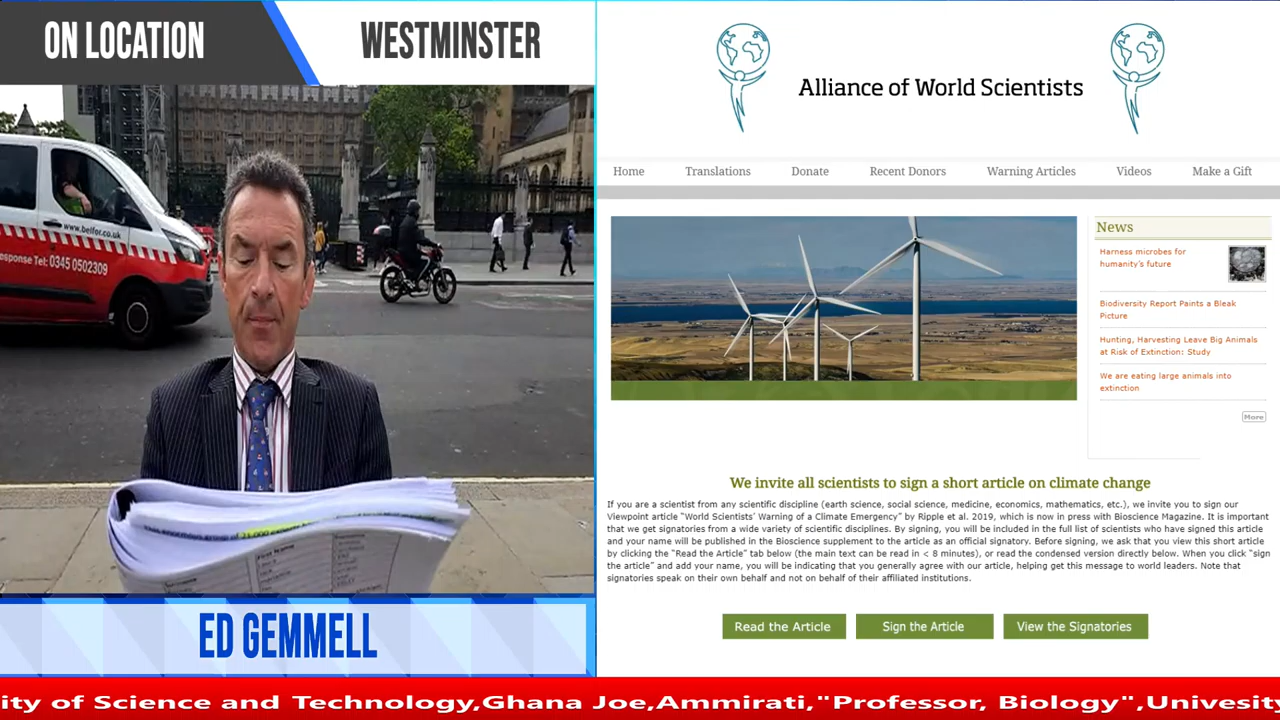 ON LOCATION
WESTMINSTER
www.belfor.co.uk
esponse Tel: 0345 0502309
21,000
First Name
ED GEMMELL
Alliance of World Scientists
Home
Translations
Donate
Recent Donors
Warning Articles
Videos
Make a Gift
News
Harness microbes for
humanity's future
Biodiversity Report Paints a Bleak
Picture
Hunting, Harvesting Leave Big Animals
at Risk of Extinction: Study
We are eating large animals into
extinction
More
We invite all scientists to sign a short article on climate change
If you are a scientist from any scientific discipline (earth science, social science, medicine, economics, mathematics, etc.), we invite you to sign our
Viewpoint article "World Scientists' Warning of a Climate Emergency" by Ripple et al. 2019, which is now in press with Bioscience Magazine. It is important
that we get signatories from a wide variety of scientific disciplines. By signing, you will be included in the full list of scientists who have signed this article
and your name will be published in the Bioscience supplement to the article as an official signatory. Before signing, we ask that you view this short article
by clicking the "Read the Article" tab below (the main text can be read in < 8 minutes), or read the condensed version directly below. When you click "sign
the article" and add your name, you will be indicating that you generally agree with our article, helping get this message to world leaders. Note that
signatories speak on their own behalf and not on behalf of their affiliated institutions.
Read the Article
Sign the Article
View the Signatories
ity of Science and Technology,Ghana Joe,Ammirati,"Professor, Biology",Univesity